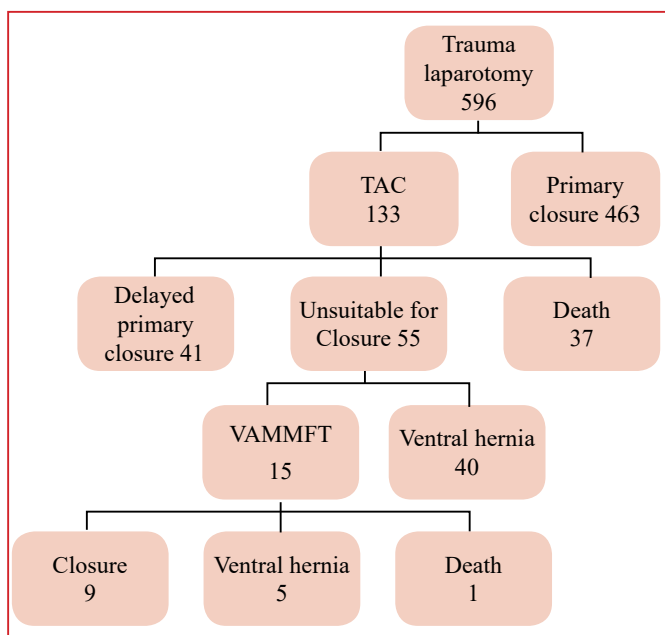 Trauma
laparotomy
596
TAC
133
Primary
closure 463
Delayed
primary
closure 41
Unsuitable for
Closure 55
Death
37
VAMMFT
15
Ventral hernia
40
Closure
9
Ventral hernia
5
Death
1